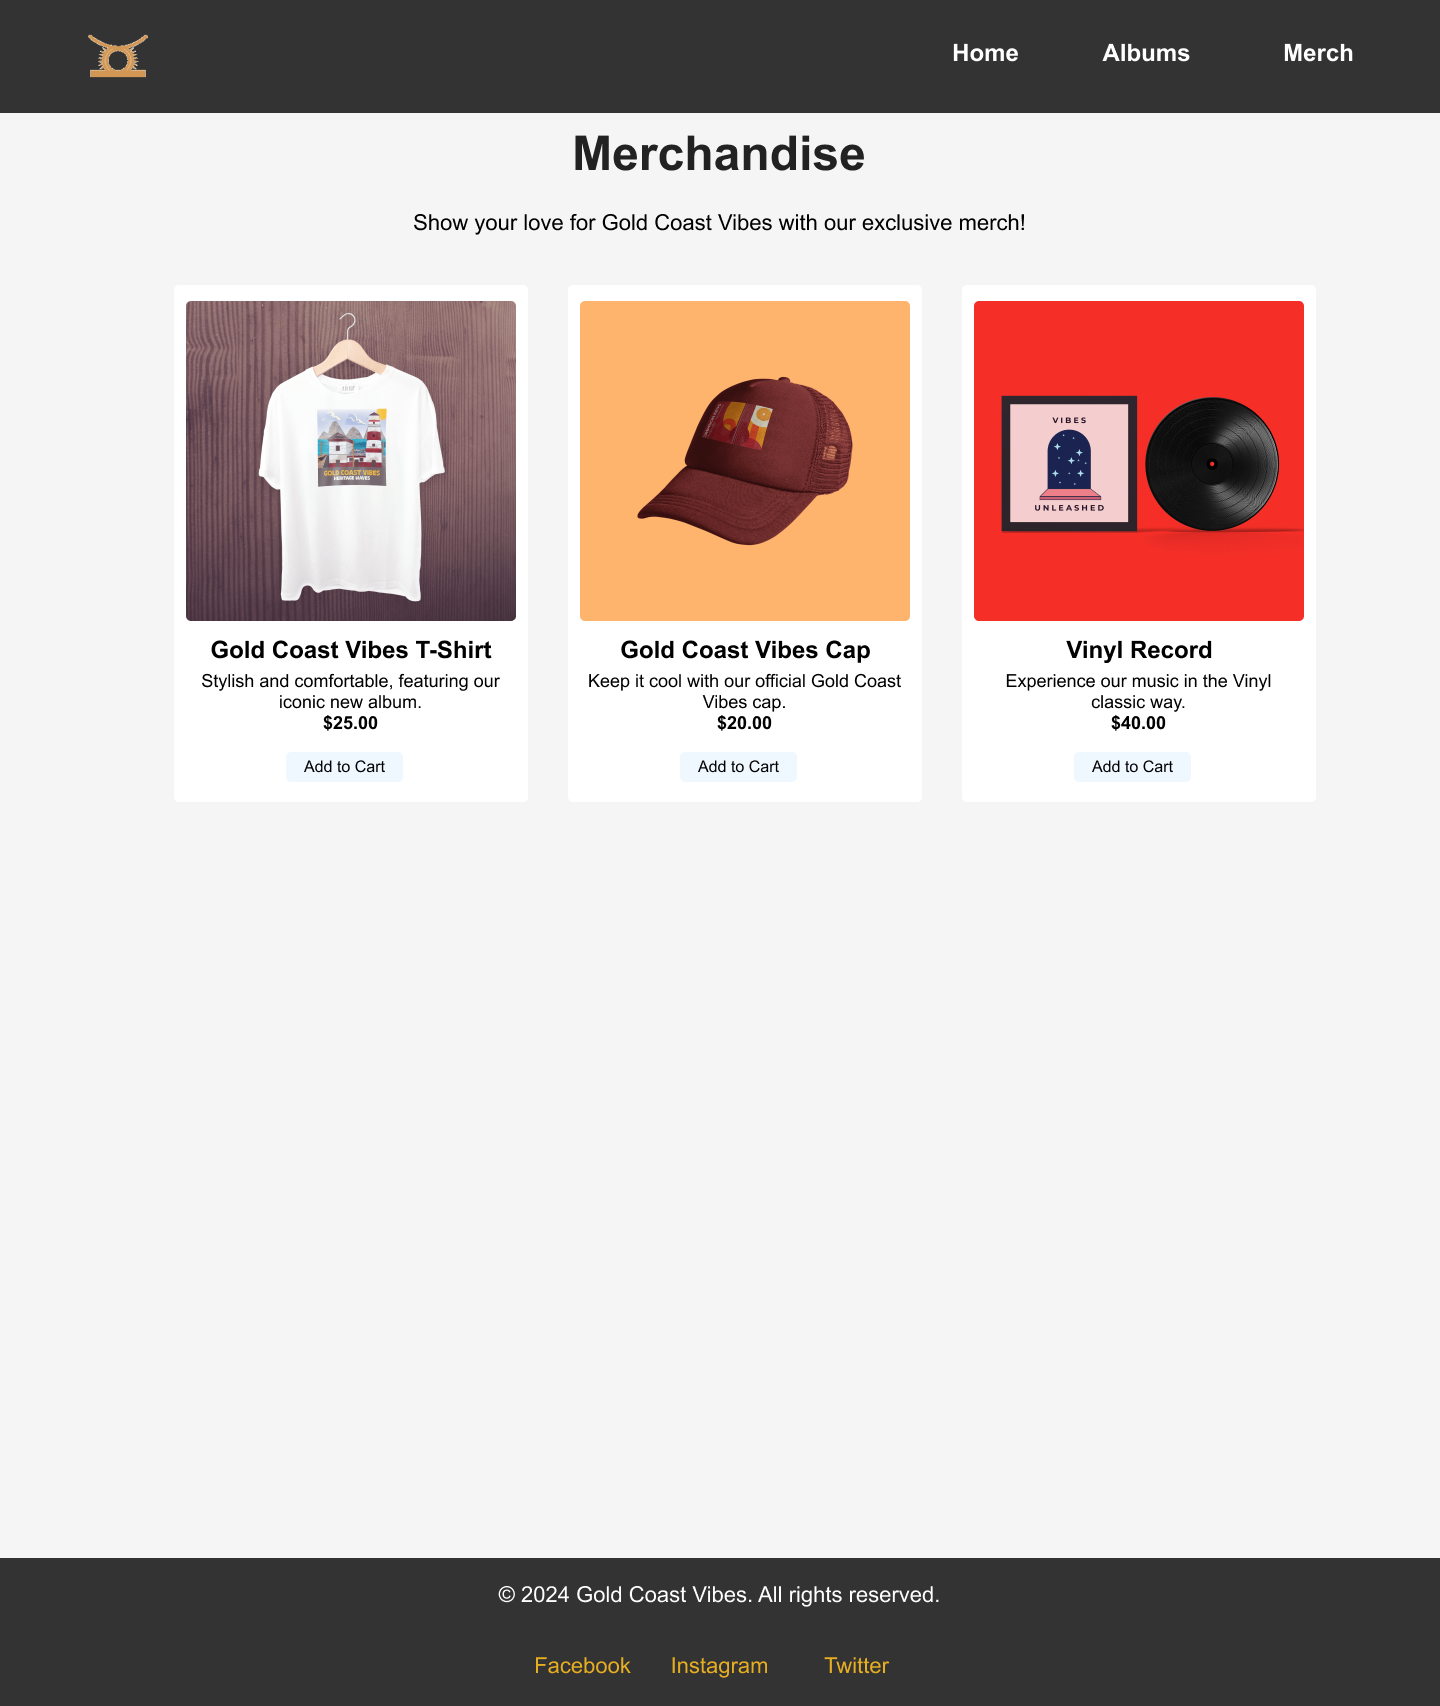 Home Albums Merch
Merchandise
Show your love for Gold Coast Vibes with our exclusive merch!
GOLD COAST VIBES
HERITAGE WAVES
VIBES
UNLEASHED
Gold Coast Vibes T-Shirt
Stylish and comfortable, featuring our
iconic new album.
$25.00
Add to Cart
Gold Coast Vibes Cap
Keep it cool with our official Gold Coast
Vibes cap.
$20.00
Add to Cart
Vinyl Record
Experience our music in the Vinyl
classic way.
$40.00
Add to Cart
© 2024 Gold Coast Vibes. All rights reserved.
Facebook Instagram Twitter